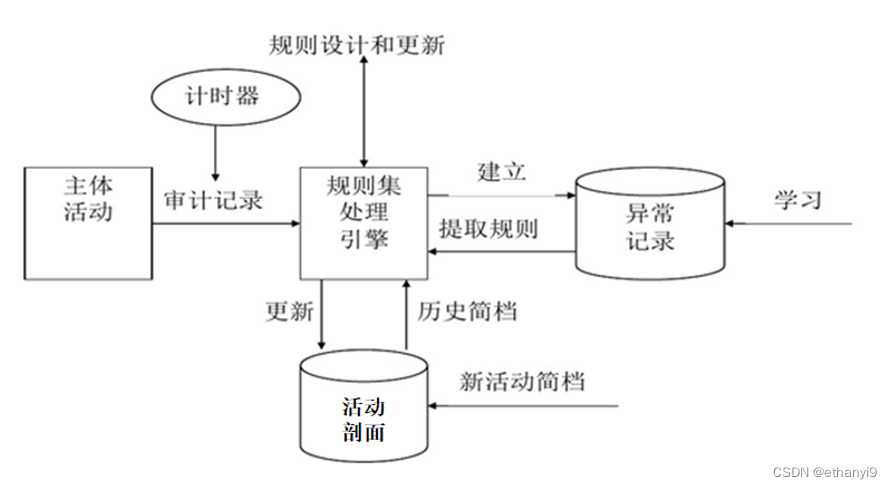 规则设计和更新
计时器
主体
活动
审计记录
规则集
处理
引擎
建立
提取规则
异常
记录
学习
更新
历史简档
活动
剖面
新活动简档
CSDN @ethanyi9